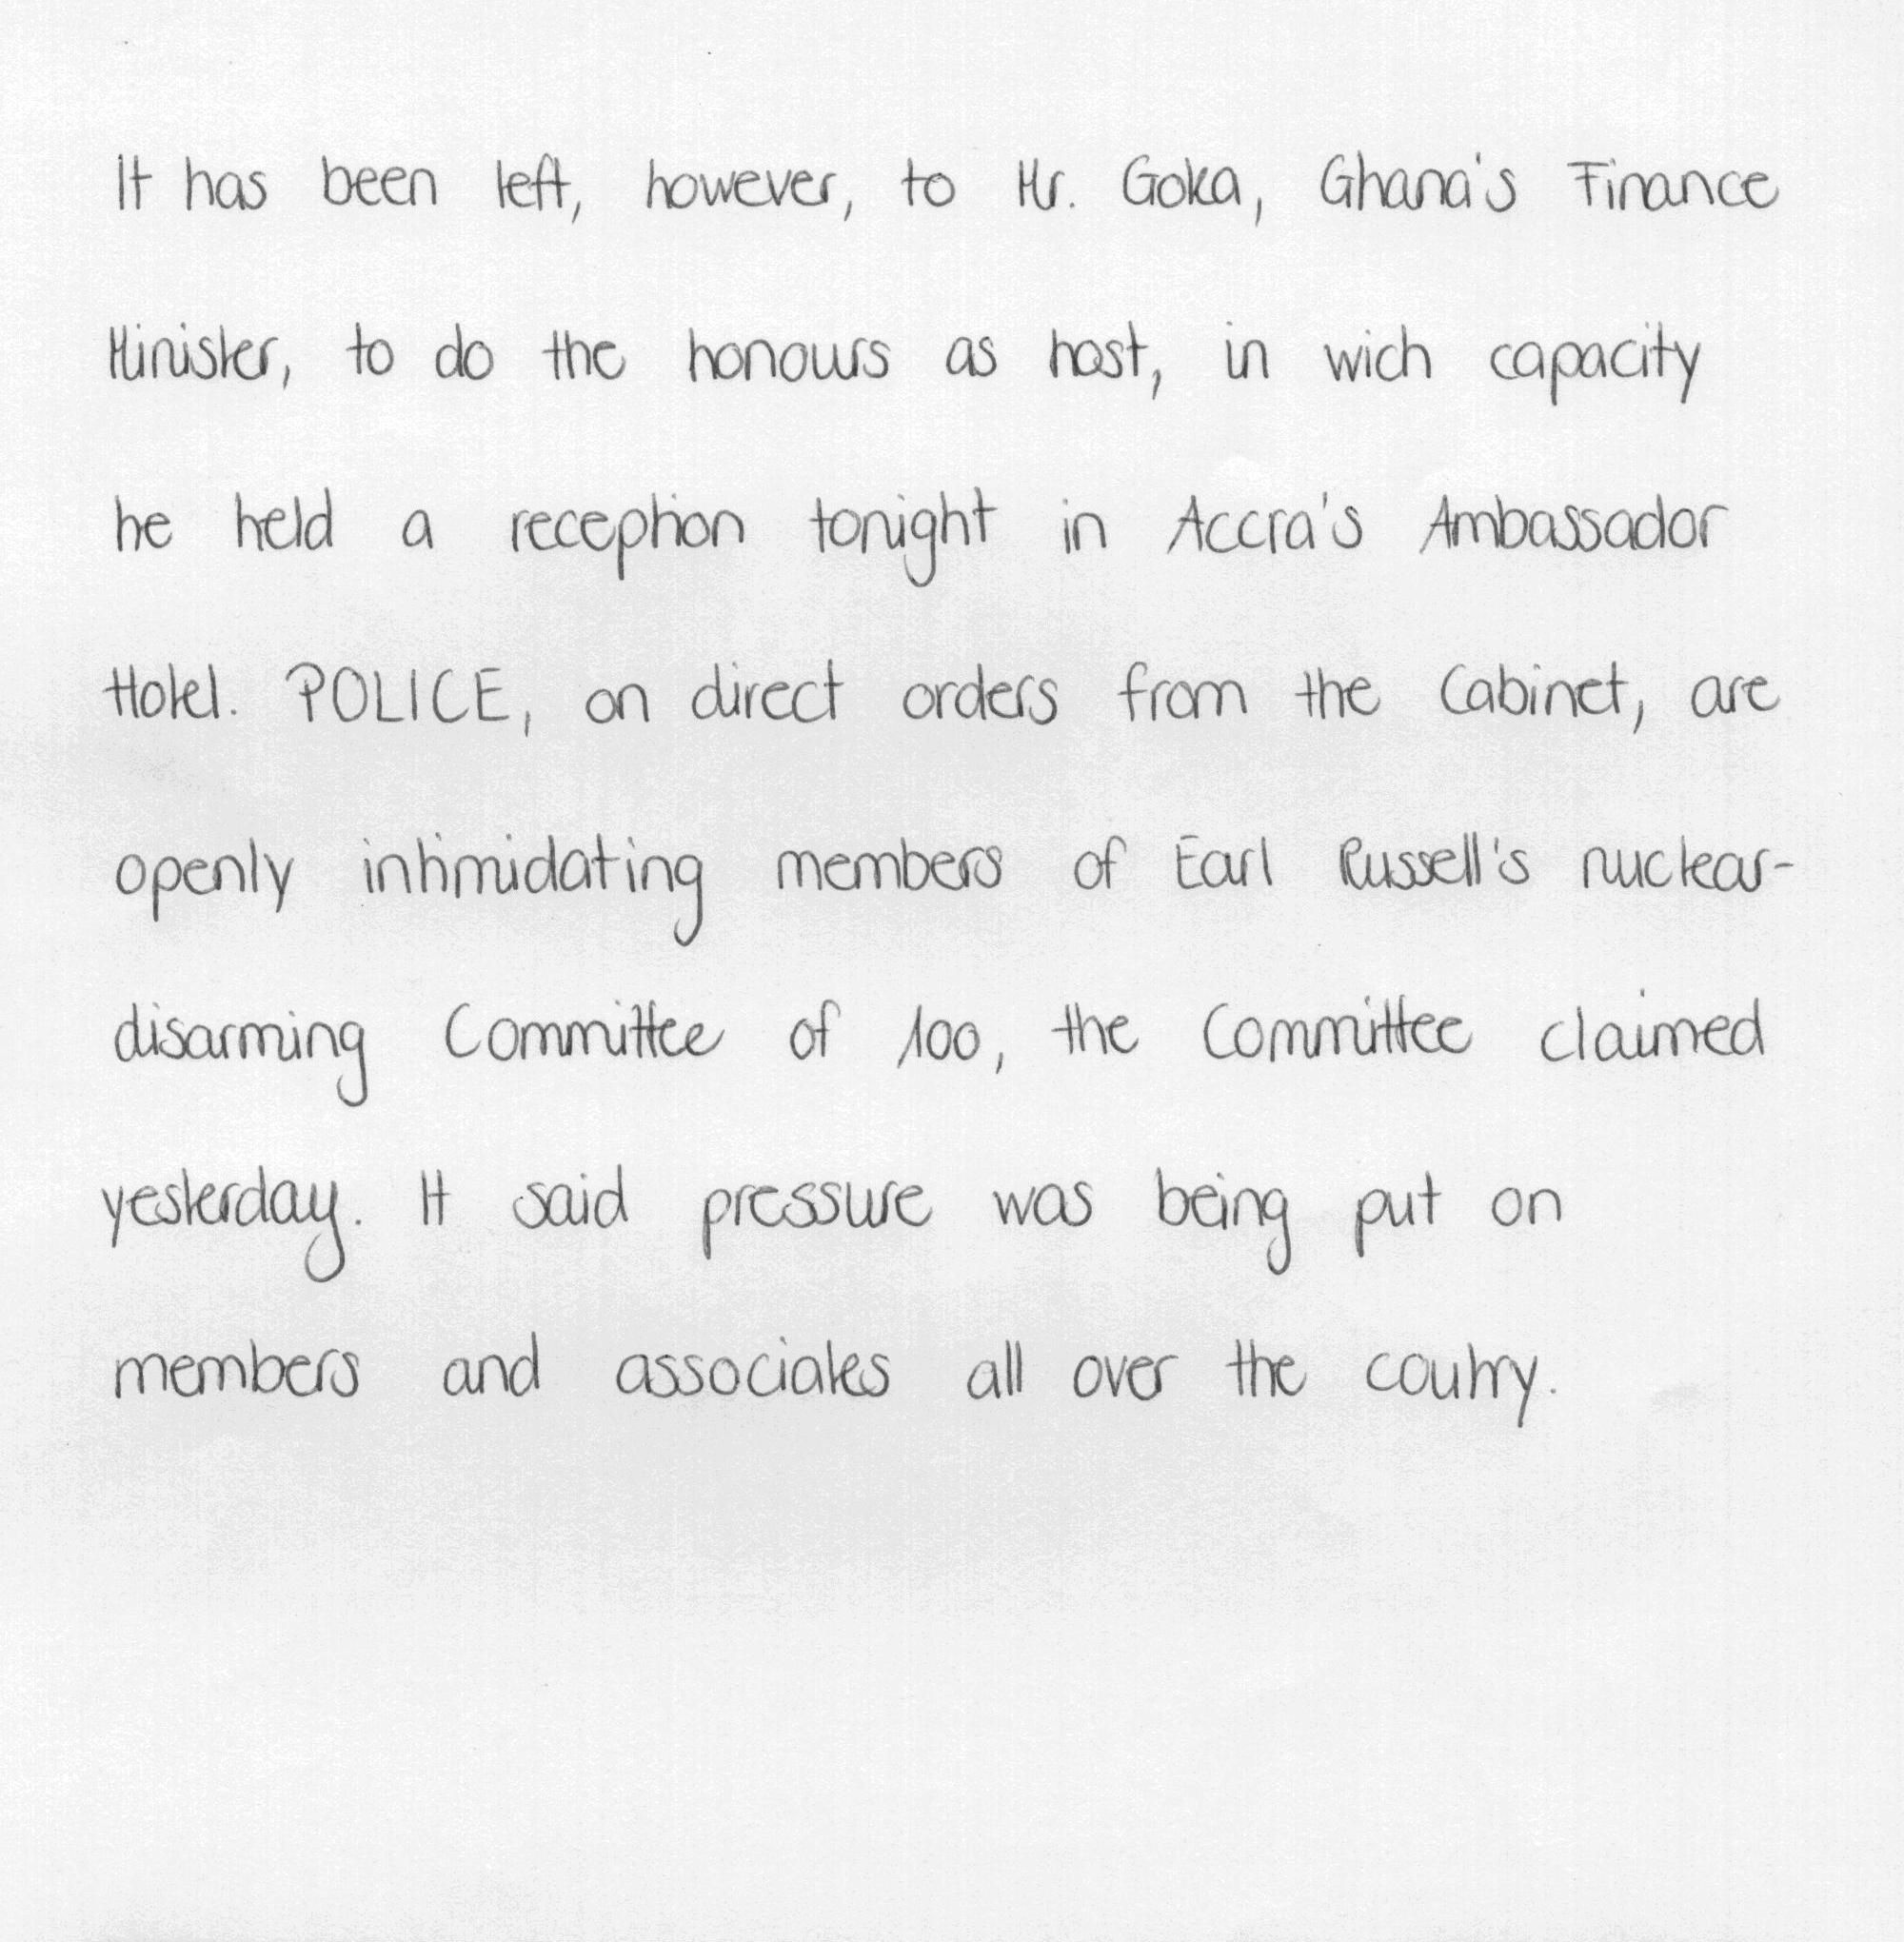 It has been left, however, to Mr. Goka, Ghana's Finance
Minister, to do the honours as host, in wich capacity
he held a reception tonight in Accra's Ambassador
Hotel. POLICE, on direct orders from the Cabinet, are
openly intimidating members of Earl Russell's nuclear-
disarming Committee of 100, the Committee claimed
yesterday. It said pressure was being put on
members and associates all over the coutry.